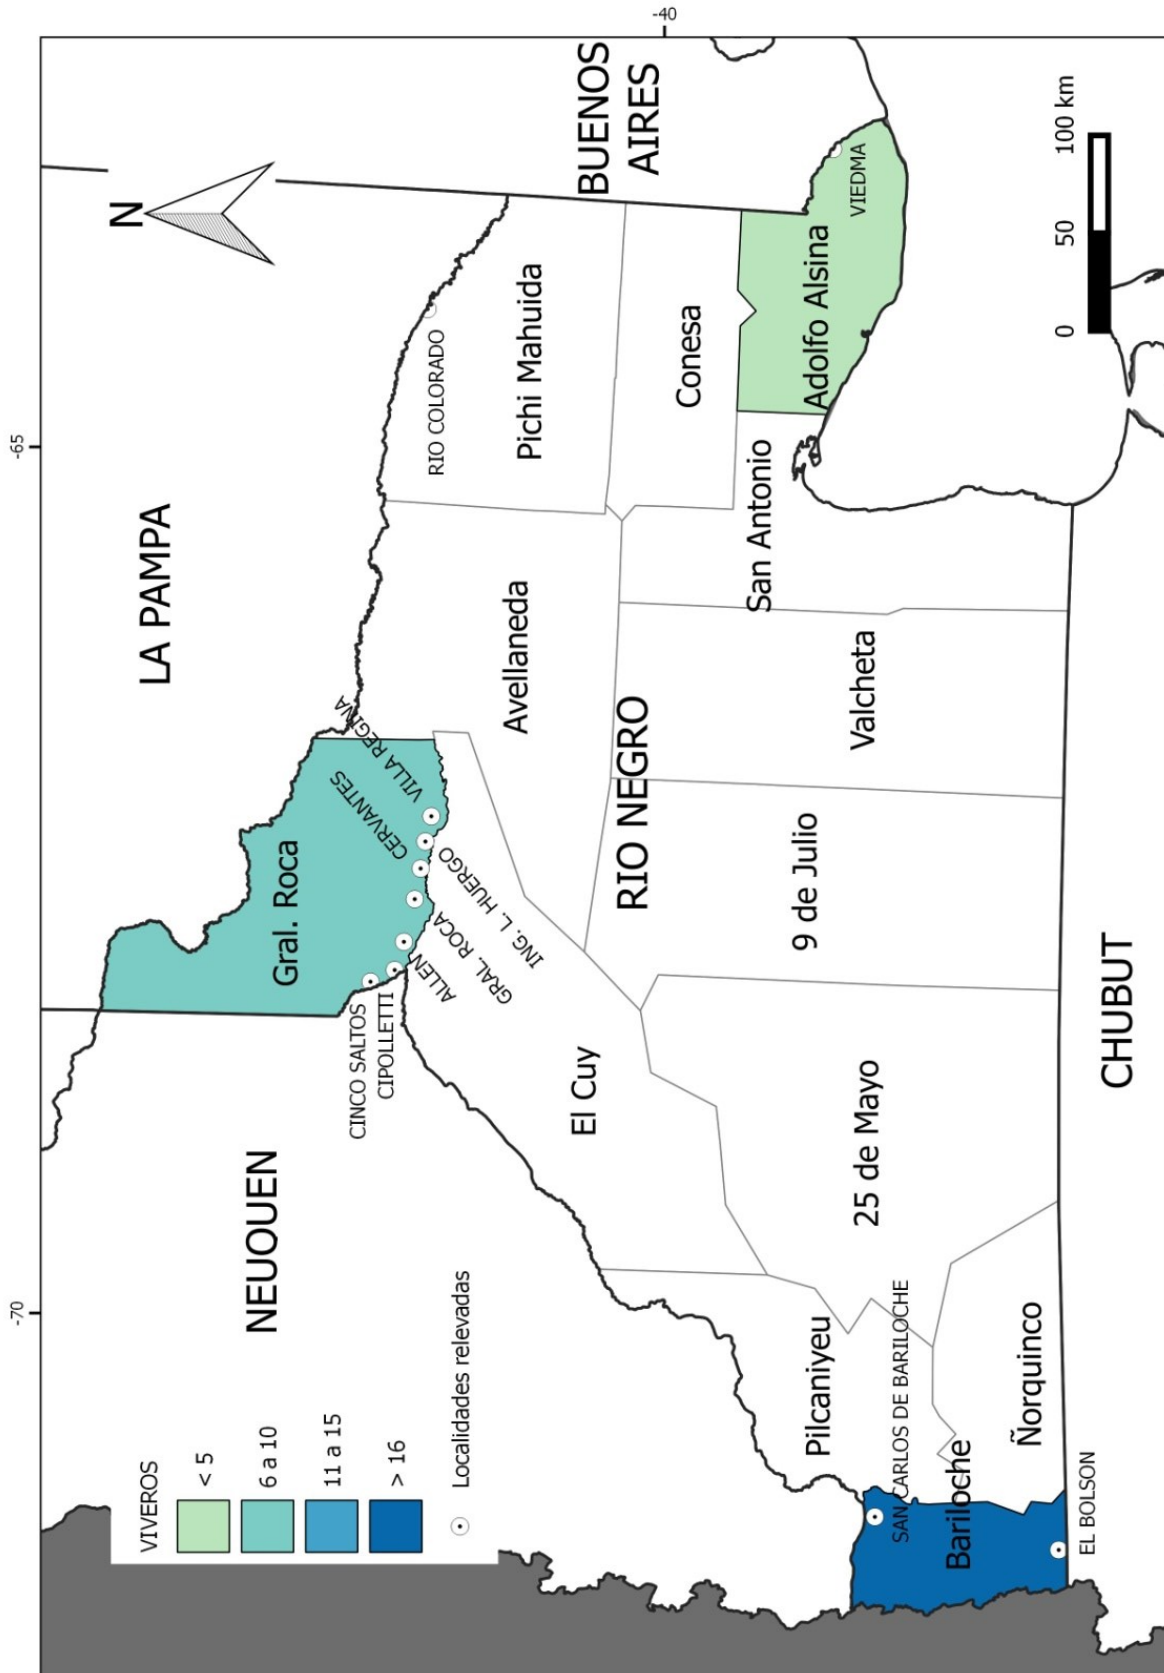 -70
-65
-40
N
LA PAMPA
NEUQUEN
BUENOS
AIRES
RIO NEGRO
CHUBUT
Gral. Roca
CINCO SALTOS
CIPOLLETTI
ALLEN
GRAL. ROCA
CERVANTES
ING. L. HUERGO
VILLA REGINA
RIO COLORADO
Pichi Mahuida
Avellaneda
Conesa
Adolfo Alsina
VIEDMA
San Antonio
Valcheta
9 de Julio
El Cuy
25 de Mayo
Pilcaniyeu
SAN CARLOS DE BARILOCHE
Bariloche
Ñorquinco
EL BOLSON
VIVEROS
< 5
6 a 10
11 a 15
> 16
Localidades relevadas
0 50 100 km